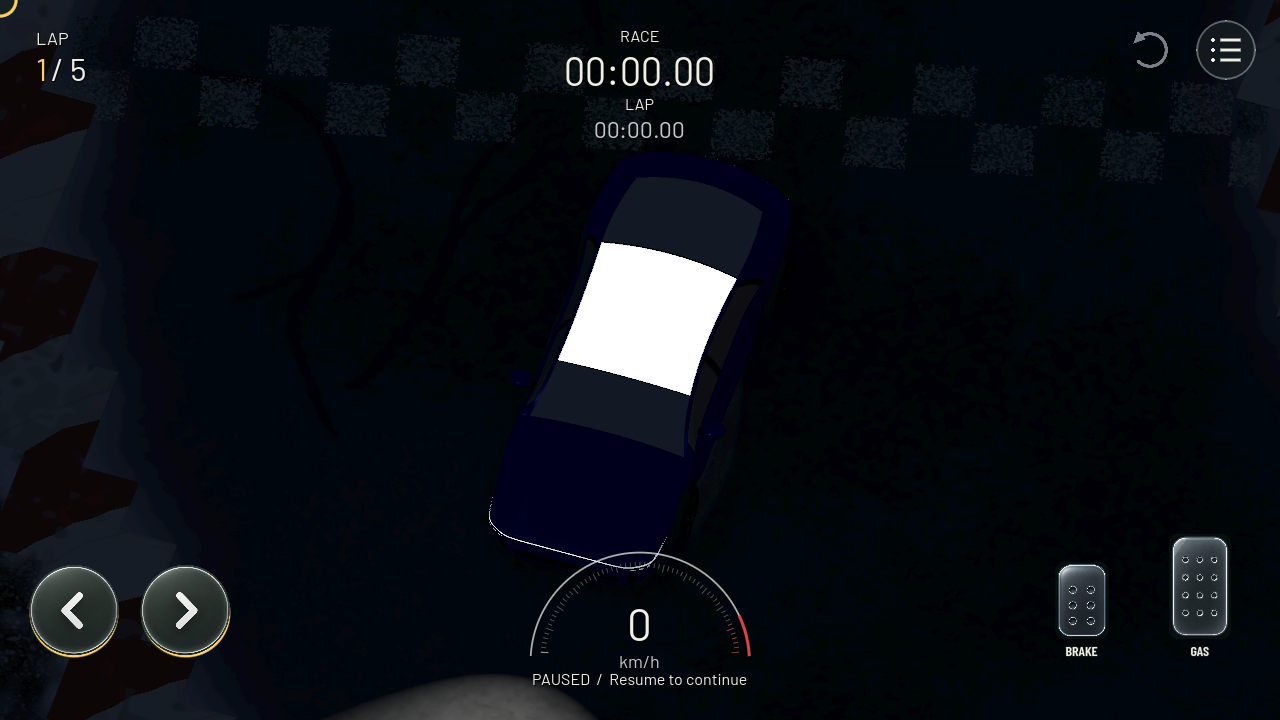 LAP
1/ 5
RACE
00:00.00
LAP
00:00.00
0
km/h
PAUSED / Resume to continue
BRAKE
GAS